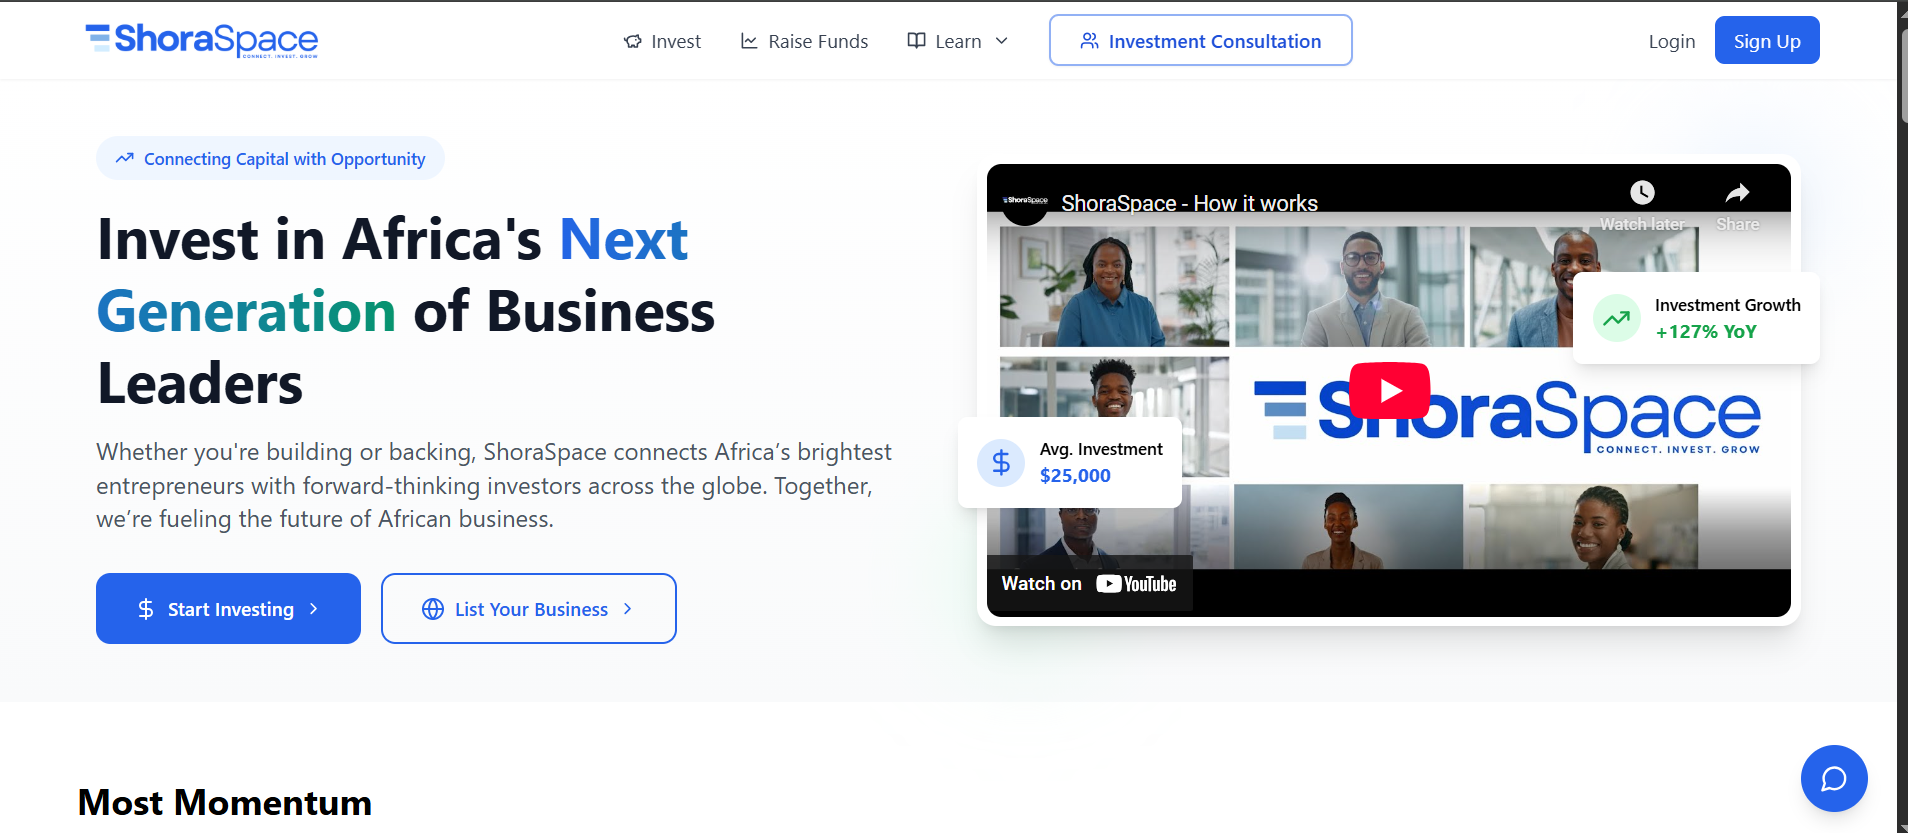 ShoraSpace
CONNECT. INVEST. GROW
Invest
Raise Funds
Learn
Investment Consultation
Login
Sign Up
Connecting Capital with Opportunity
Invest in Africa's Next
Generation of Business
Leaders
Whether you're building or backing, ShoraSpace connects Africa’s brightest
entrepreneurs with forward-thinking investors across the globe. Together,
we’re fueling the future of African business.
Start Investing
List Your Business
ShoraSpace
ShoraSpace - How it works
Watch later
Share
Investment Growth
+127% YoY
ShoraSpace
CONNECT. INVEST. GROW
Avg. Investment
$25,000
Watch on YouTube
Most Momentum